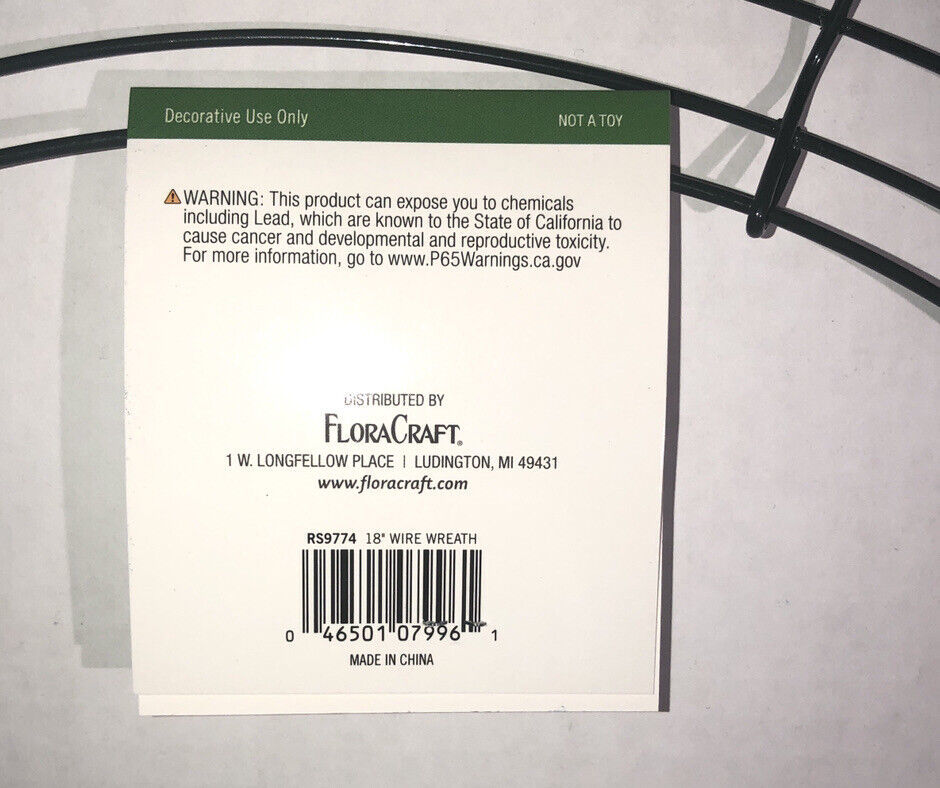 Decorative Use Only NOT A TOY
⚠ WARNING: This product can expose you to chemicals
including Lead, which are known to the State of California to
cause cancer and developmental and reproductive toxicity.
For more information, go to www.P65Warnings.ca.gov
DISTRIBUTED BY
FLORACRAFT®
1 W. LONGFELLOW PLACE | LUDINGTON, MI 49431
www.floracraft.com
RS9774 18" WIRE WREATH
0 46501 07996 1
MADE IN CHINA